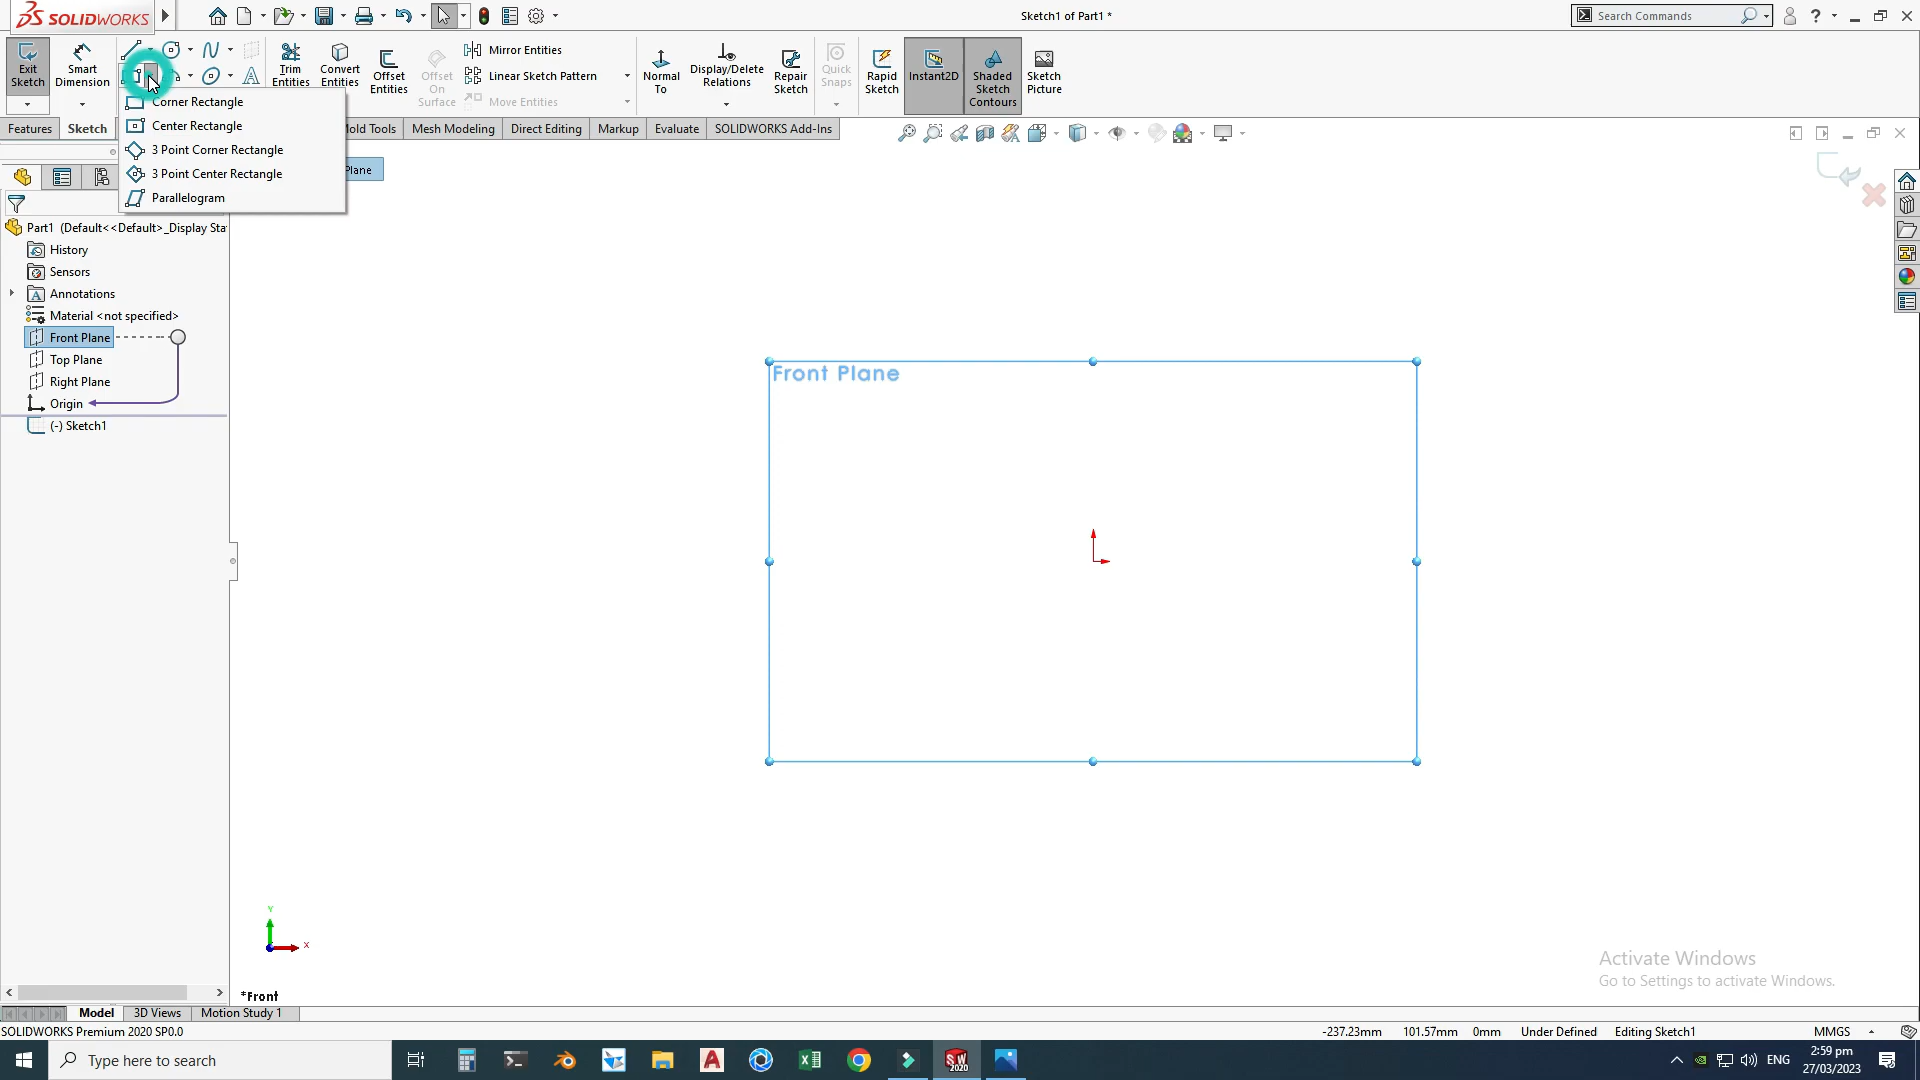 SOLIDWORKS
Sketch1 of Part1 *
Search Commands
Exit Sketch
Smart Dimension
Trim Entities
Convert Entities
Offset Entities
Offset On Surface
Mirror Entities
Linear Sketch Pattern
Move Entities
Normal To
Display/Delete Relations
Repair Sketch
Quick Snaps
Rapid Sketch
Instant2D
Shaded Sketch Contours
Sketch Picture
Corner Rectangle
Center Rectangle
3 Point Corner Rectangle
3 Point Center Rectangle
Parallelogram
Features
Sketch
Mold Tools
Mesh Modeling
Direct Editing
Markup
Evaluate
SOLIDWORKS Add-Ins
Plane
Part1 (Default<<Default>_Display Sta
History
Sensors
Annotations
Material <not specified>
Front Plane
Top Plane
Right Plane
Origin
(-) Sketch1
Front Plane
Y
X
*Front
Activate Windows
Go to Settings to activate Windows.
Model
3D Views
Motion Study 1
SOLIDWORKS Premium 2020 SP0.0
-237.23mm
101.57mm
0mm
Under Defined
Editing Sketch1
MMGS
Type here to search
SW 2020
ENG
2:59 pm
27/03/2023